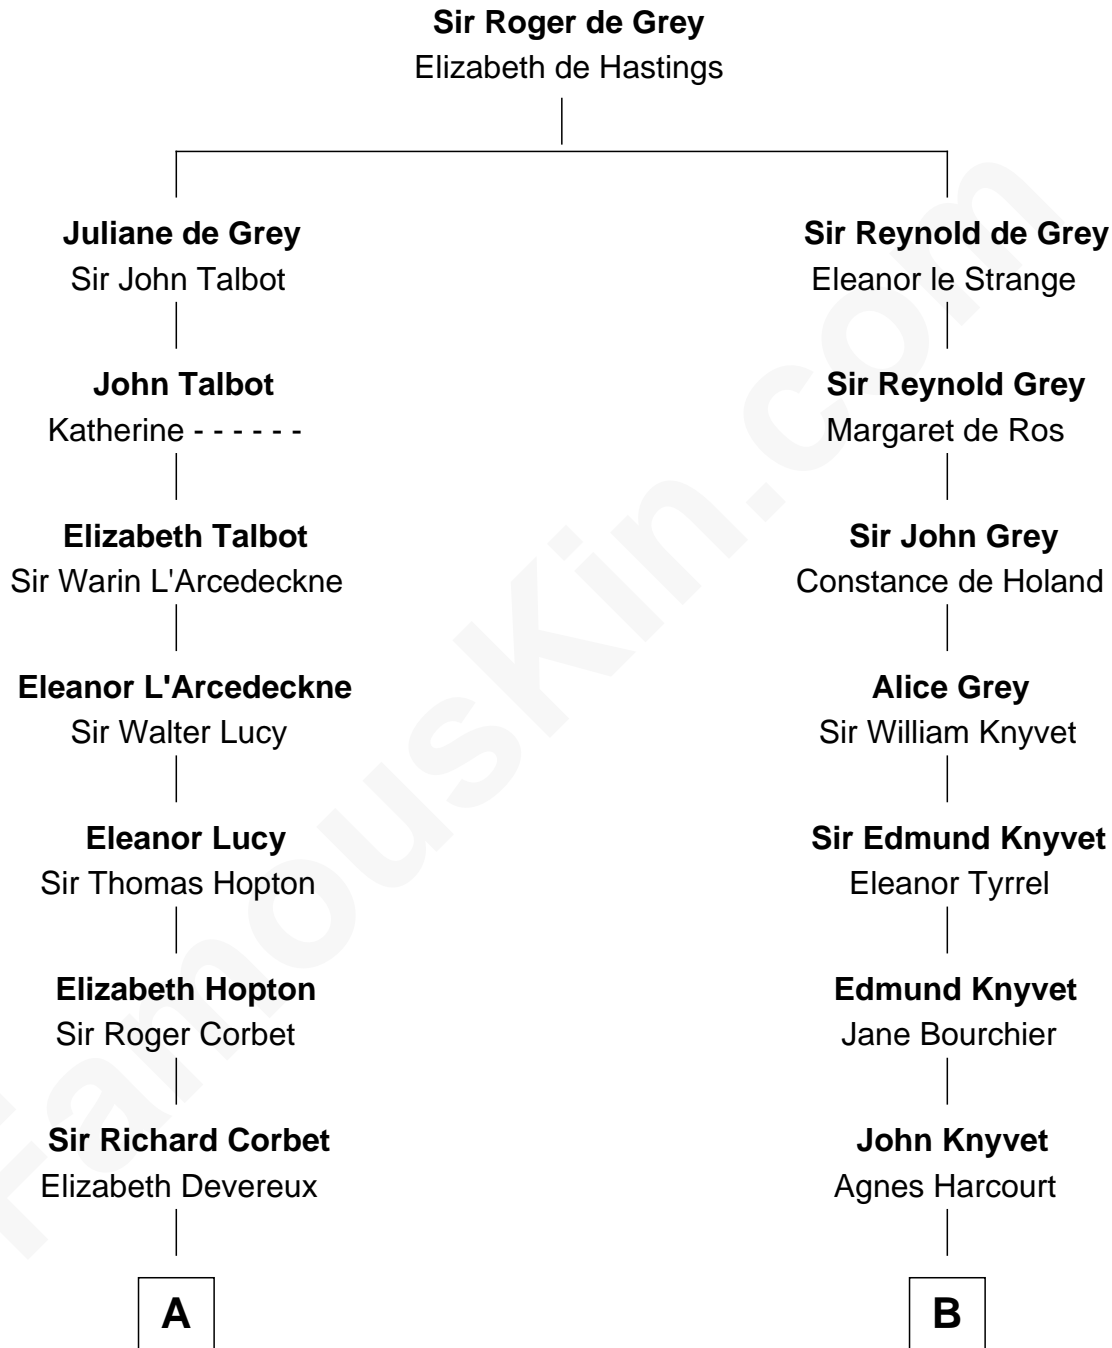 Sir Roger de Grey
Elizabeth de Hastings
Juliane de Grey
Sir John Talbot
Sir Reynold de Grey
Eleanor le Strange
John Talbot
Katherine - - - - - -
Sir Reynold Grey
Margaret de Ros
Elizabeth Talbot
Sir Warin L'Arcedeckne
Sir John Grey
Constance de Holand
Eleanor L'Arcedeckne
Sir Walter Lucy
Alice Grey
Sir William Knyvet
Eleanor Lucy
Sir Thomas Hopton
Sir Edmund Knyvet
Eleanor Tyrrel
Elizabeth Hopton
Sir Roger Corbet
Edmund Knyvet
Jane Bourchier
Sir Richard Corbet
Elizabeth Devereux
John Knyvet
Agnes Harcourt
A
B
FamousKin.com